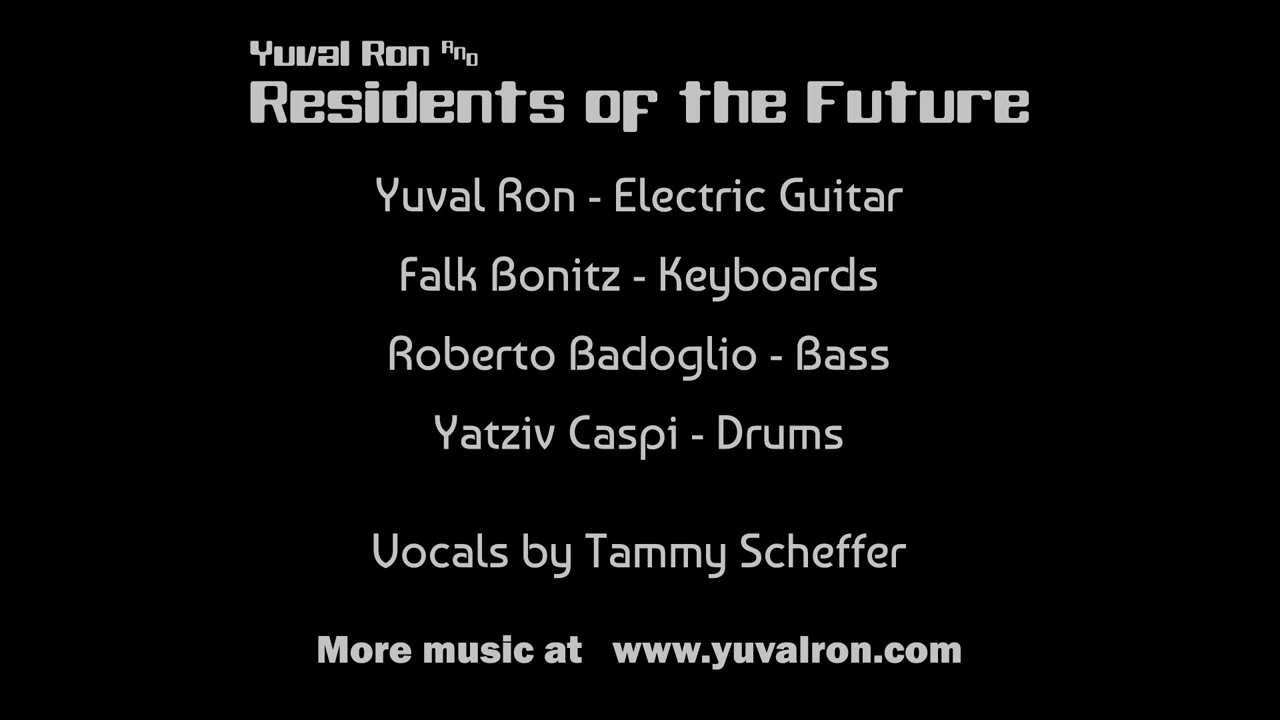 Yuval Ron And
Residents of the Future
Yuval Ron - Electric Guitar
Falk Bonitz - Keyboards
Roberto Badoglio - Bass
Yatziv Caspi - Drums
Vocals by Tammy Scheffer
More music at www.yuvalron.com